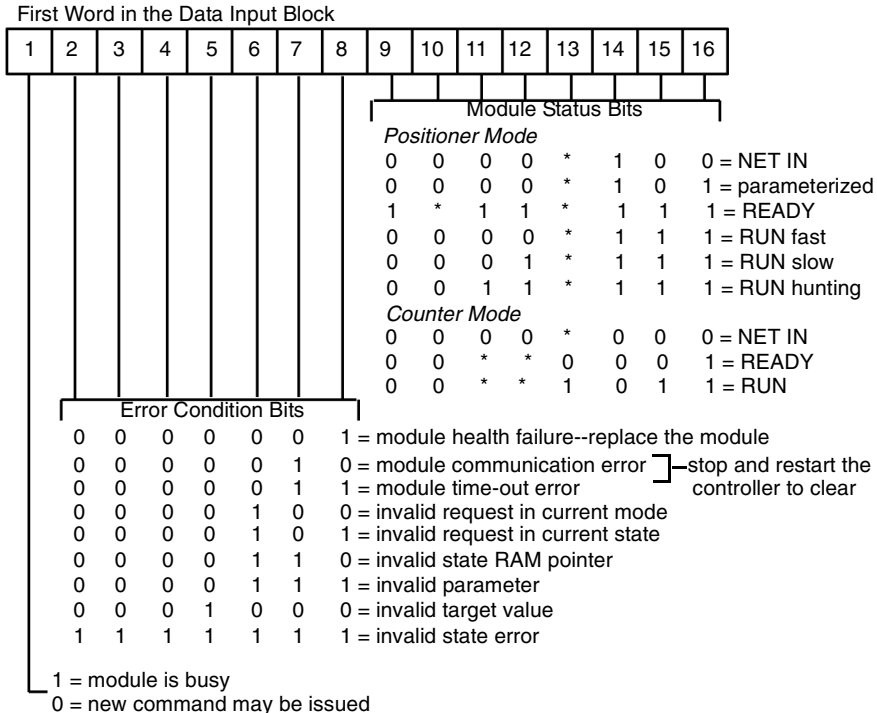 First Word in the Data Input Block
1 2 3 4 5 6 7 8 9 10 11 12 13 14 15 16
Module Status Bits
Positioner Mode
0 0 0 0 * 1 0 0 = NET IN
0 0 0 0 * 1 0 1 = parameterized
1 * 1 1 * 1 1 1 = READY
0 0 0 0 * 1 1 1 = RUN fast
0 0 0 1 * 1 1 1 = RUN slow
0 0 1 1 * 1 1 1 = RUN hunting
Counter Mode
0 0 0 0 * 0 0 0 = NET IN
0 0 * * 0 0 0 1 = READY
0 0 * * 1 0 1 1 = RUN
Error Condition Bits
0 0 0 0 0 0 1 = module health failure--replace the module
0 0 0 0 0 1 0 = module communication error stop and restart the
0 0 0 0 0 1 1 = module time-out error controller to clear
0 0 0 0 1 0 0 = invalid request in current mode
0 0 0 0 1 0 1 = invalid request in current state
0 0 0 0 1 1 0 = invalid state RAM pointer
0 0 0 0 1 1 1 = invalid parameter
0 0 0 1 0 0 0 = invalid target value
1 1 1 1 1 1 1 = invalid state error
1 = module is busy
0 = new command may be issued